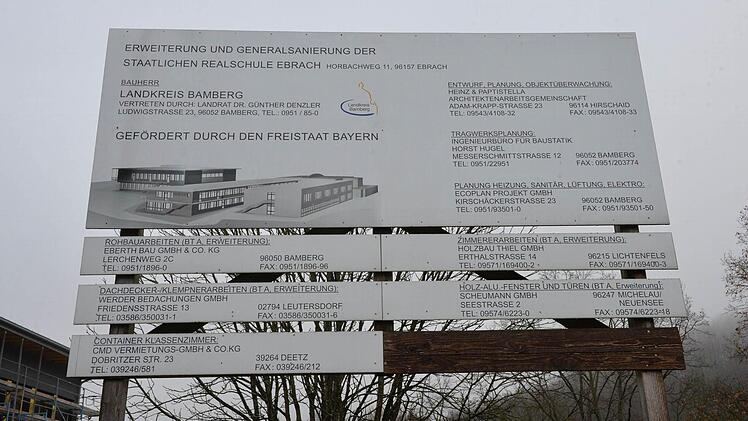 ERWEITERUNG UND GENERALSANIERUNG DER
STAATLICHEN REALSCHULE EBRACH HORBACHWEG 11, 96157 EBRACH
BAUHERR
LANDKREIS BAMBERG
VERTRETEN DURCH: LANDRAT DR. GÜNTHER DENZLER
LUDWIGSTRASSE 23, 96052 BAMBERG, TEL.: 0951 / 85-0
Landkreis
Bamberg
GEFÖRDERT DURCH DEN FREISTAAT BAYERN
ENTWURF, PLANUNG, OBJEKTÜBERWACHUNG:
HEINZ & PAPTISTELLA
ARCHITEKTENARBEITSGEMEINSCHAFT
ADAM-KRAPP-STRASSE 23 96114 HIRSCHAID
TEL: 09543/4108-32 FAX: 09543/4108-33
TRAGWERKSPLANUNG:
INGENIEURBÜRO FÜR BAUSTATIK
HORST HUGEL
MESSERSCHMITTSTRASSE 12 96052 BAMBERG
TEL: 0951/22951 FAX: 0951/203774
PLANUNG HEIZUNG, SANITÄR, LÜFTUNG, ELEKTRO:
ECOPLAN PROJEKT GMBH
KIRSCHÄCKERSTRASSE 23 96052 BAMBERG
TEL: 0951/93501-0 FAX: 0951/93501-50
ROHBAUARBEITEN (BT A, ERWEITERUNG):
EBERTH BAU GMBH & CO. KG
LERCHENWEG 2C 96050 BAMBERG
TEL: 0951/1896-0 FAX: 0951/1896-96
ZIMMERERARBEITEN (BT A, ERWEITERUNG):
HOLZBAU THIEL GMBH
ERTHALSTRASSE 14 96215 LICHTENFELS
TEL: 09571/169400-2 FAX: 09571/169400-3
DACHDECKER-KLEMPNERARBEITEN (BT A, ERWEITERUNG):
WERDER BEDACHUNGEN GMBH
FRIEDENSSTRASSE 13 02794 LEUTERSDORF
TEL: 03586/350031-1 FAX: 03586/350031-6
HOLZ-ALU-FENSTER UND TÜREN (BT A, Erweiterung):
SCHEUMANN GMBH 96247 MICHELAU/
SEESTRASSE 2 NEUENSEE
TEL: 09574/6223-0 FAX: 09574/6223-18
CONTAINER KLASSENZIMMER:
CMD VERMIETUNGS-GMBH & CO.KG
DOBRITZER STR. 23 39264 DEETZ
TEL: 039246/581 FAX: 039246/212